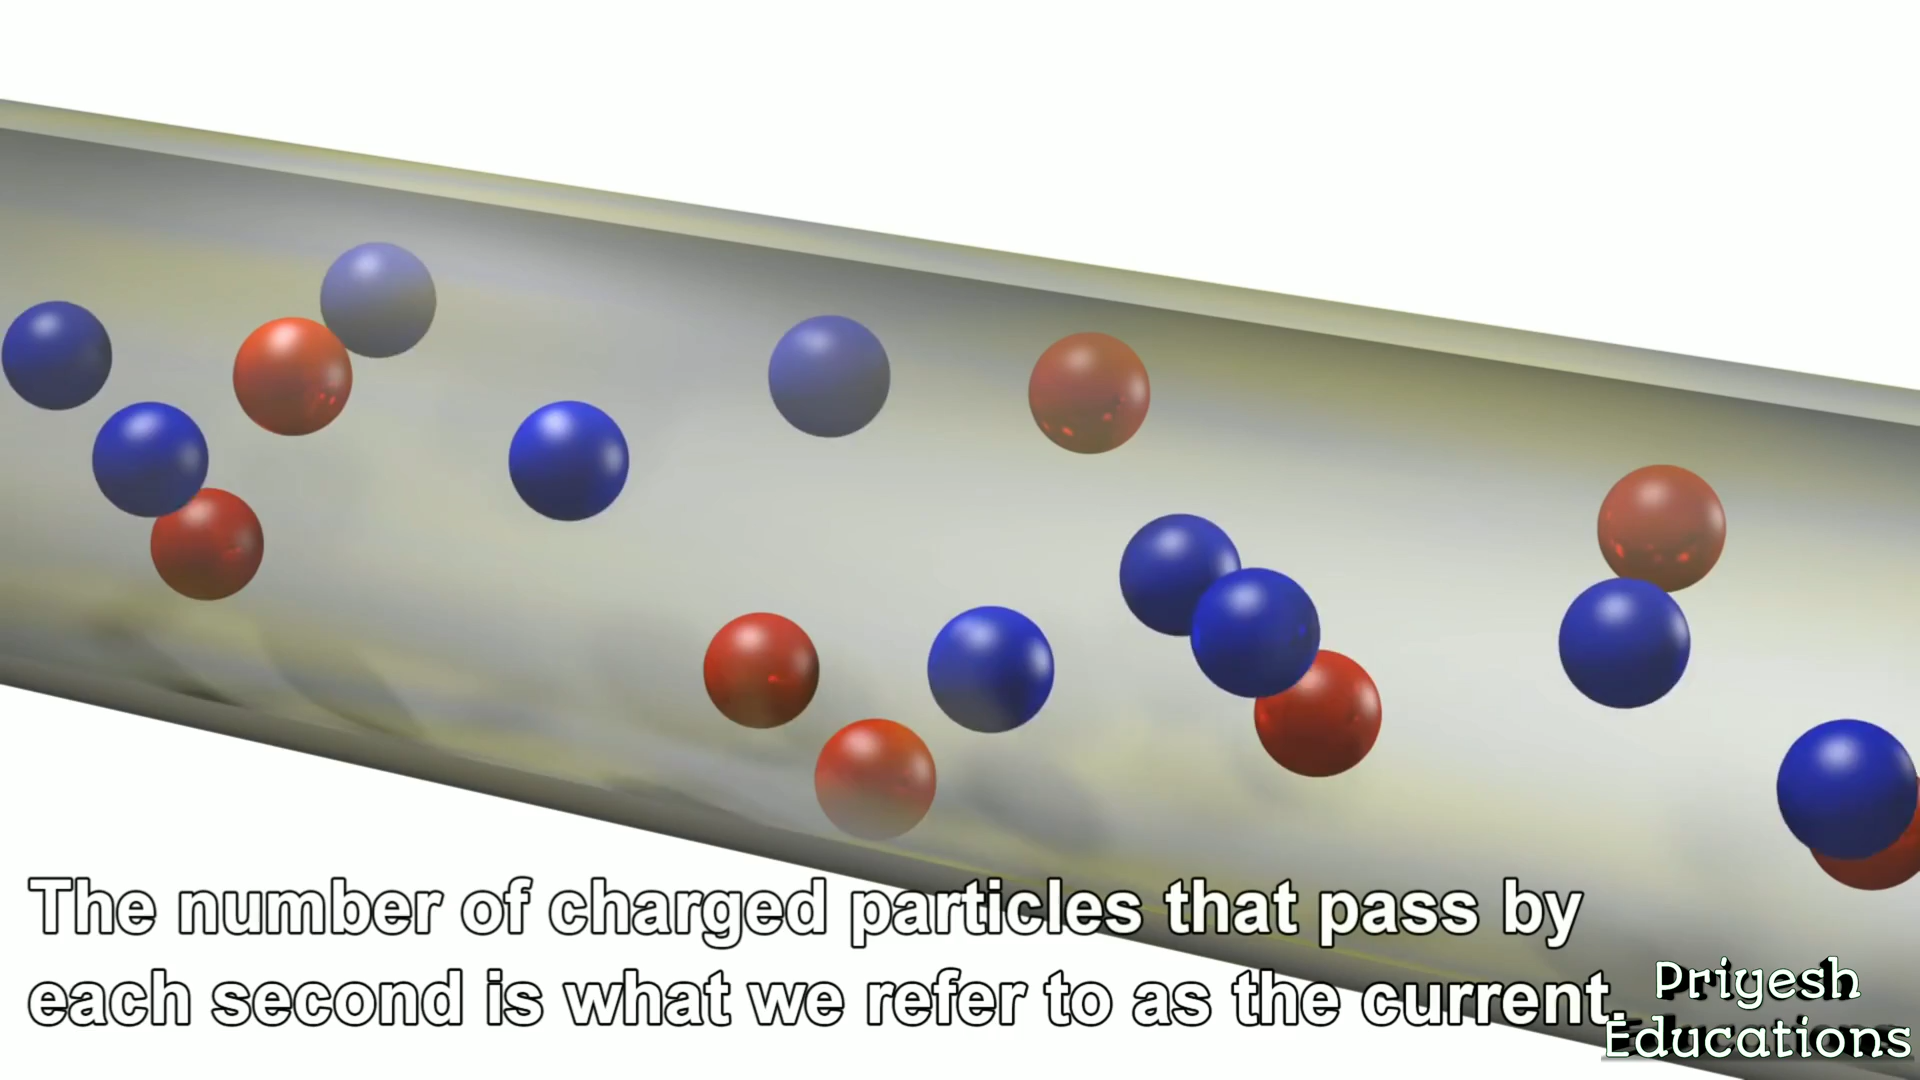 The number of charged particles that pass by
each second is what we refer to as the current.
Priyesh
Educations